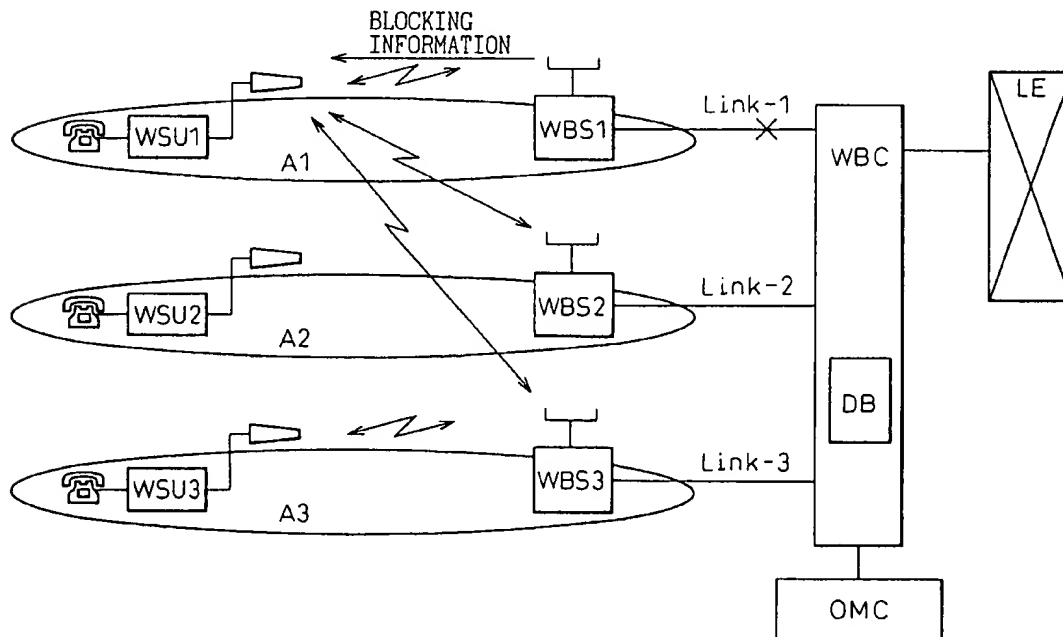 BLOCKING
INFORMATION
LE
Link-1
WSU1
WBS1
WBC
A1
Link-2
WSU2
WBS2
A2
DB
Link-3
WSU3
WBS3
A3
OMC